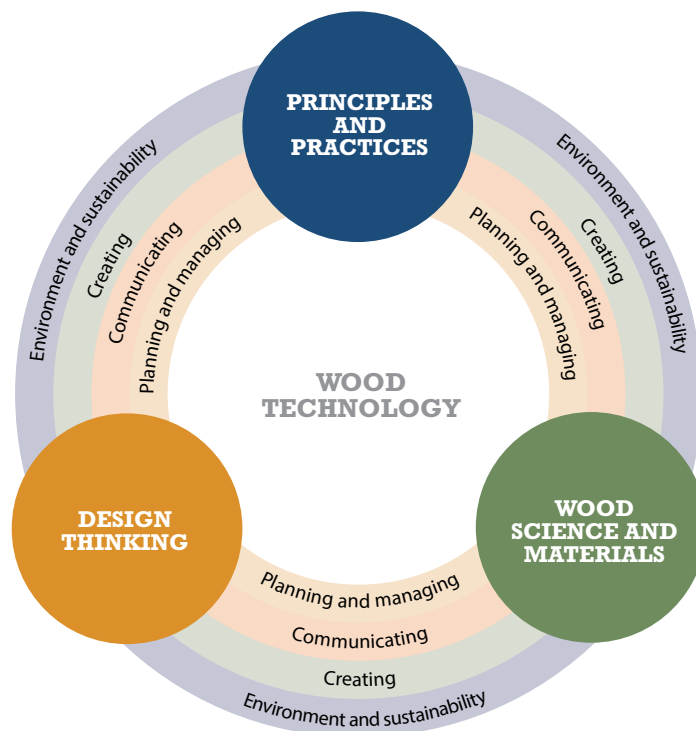 PRINCIPLES
AND
PRACTICES
Environment and sustainability
Creating
Communicating
Planning and managing
Environment and sustainability
Creating
Communicating
Planning and managing
WOOD
TECHNOLOGY
DESIGN
THINKING
WOOD
SCIENCE AND
MATERIALS
Planning and managing
Communicating
Creating
Environment and sustainability